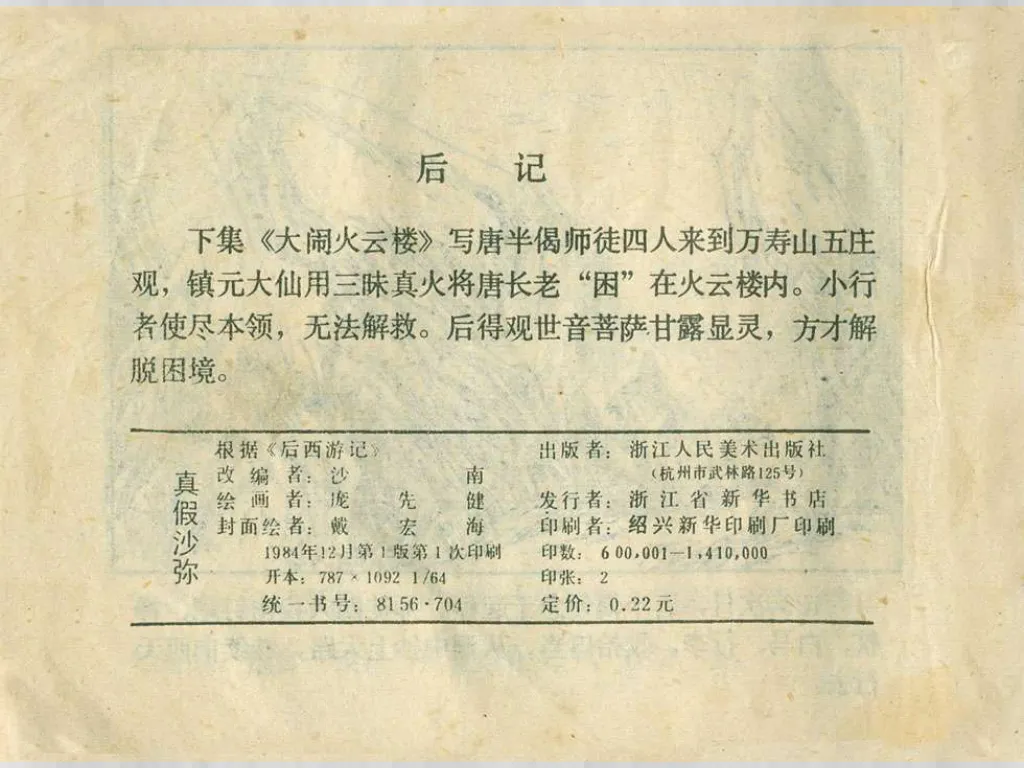 后 记
下集《大闹火云楼》写唐半偈师徒四人来到万寿山五庄
观，镇元大仙用三昧真火将唐长老“困”在火云楼内。小行
者使尽本领，无法解救。后得观世音菩萨甘露显灵，方才解
脱困境。
真假沙弥
根据《后西游记》
改编者：沙 南
绘画者：庞 先 健
封面绘者：戴 宏 海
1984年12月第1版第1次印刷
开本：787×1092 1/64
统一书号：8156·704
出版者：浙江人民美术出版社
（杭州市武林路125号）
发行者：浙江省新华书店
印刷者：绍兴新华印刷厂印刷
印数：600,001—1,410,000
印张：2
定价：0.22元